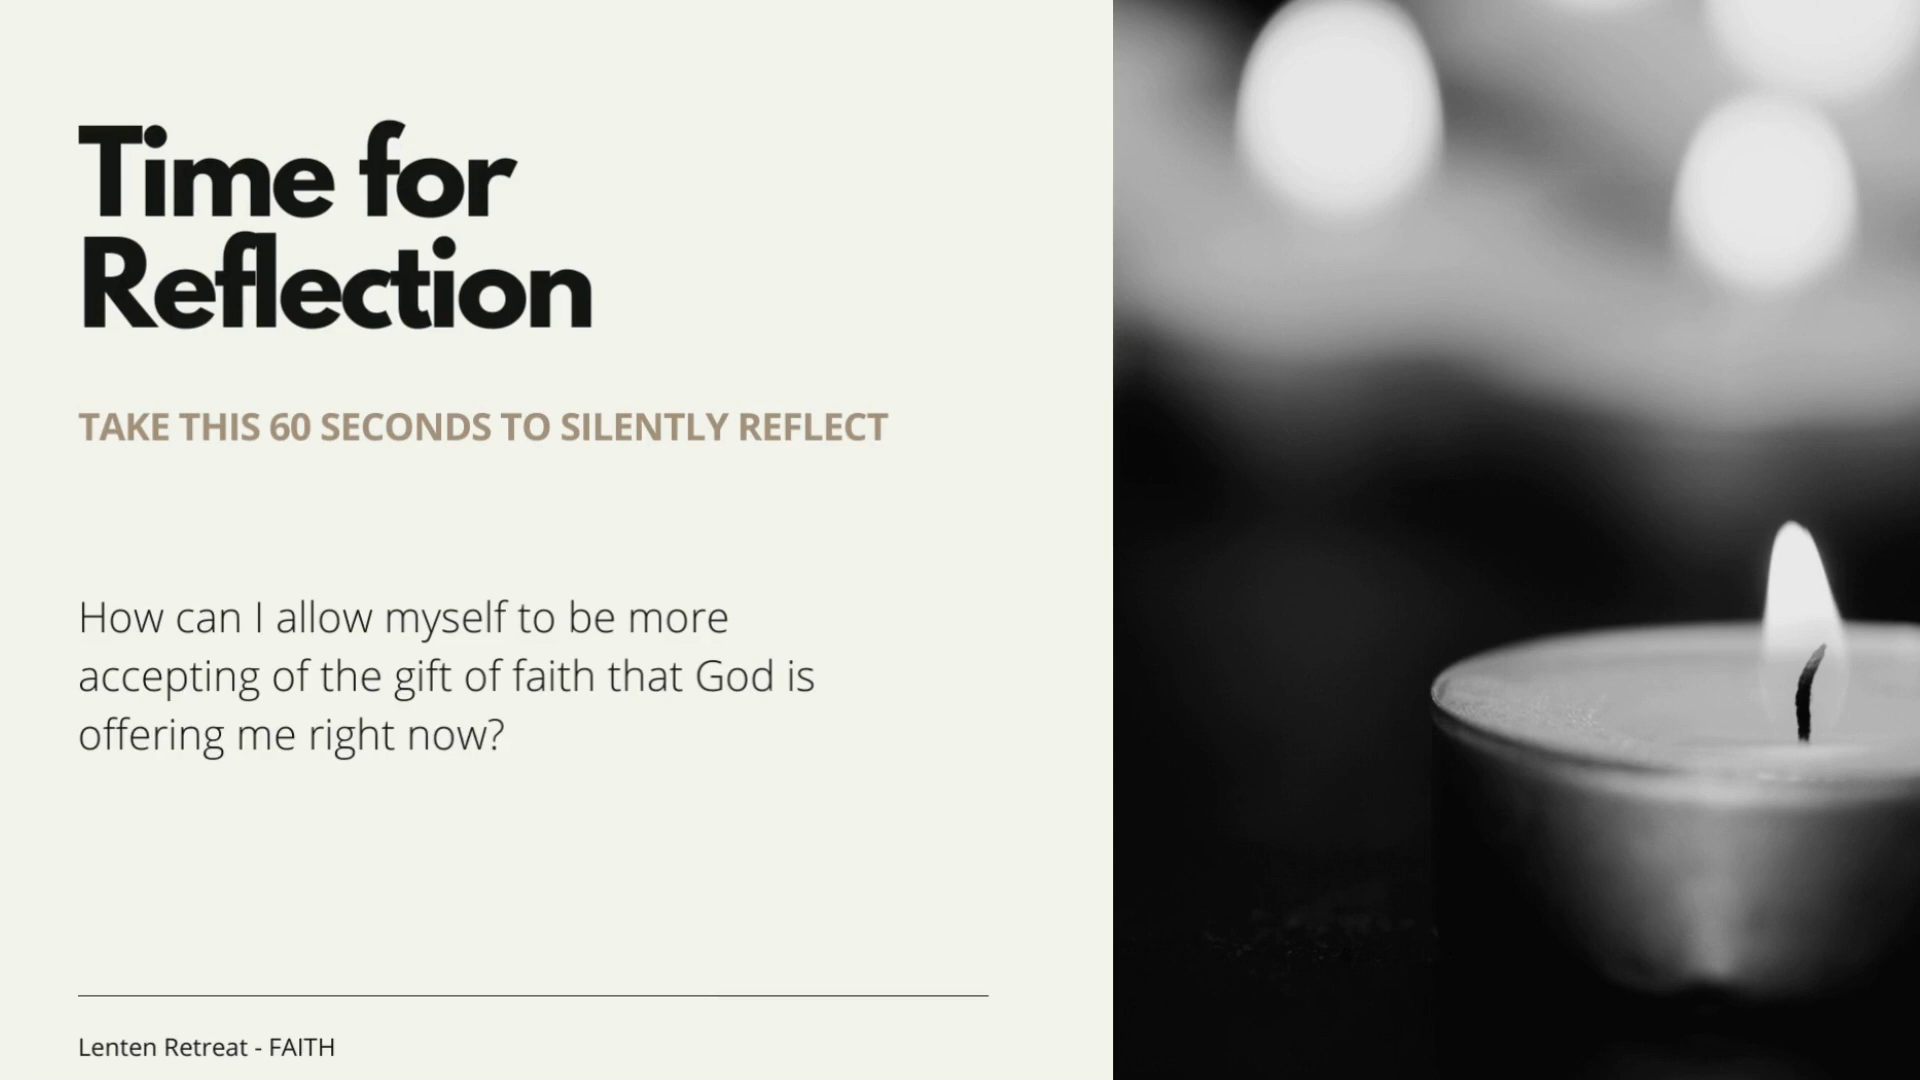 Time for
Reflection
TAKE THIS 60 SECONDS TO SILENTLY REFLECT
How can I allow myself to be more
accepting of the gift of faith that God is
offering me right now?
Lenten Retreat - FAITH